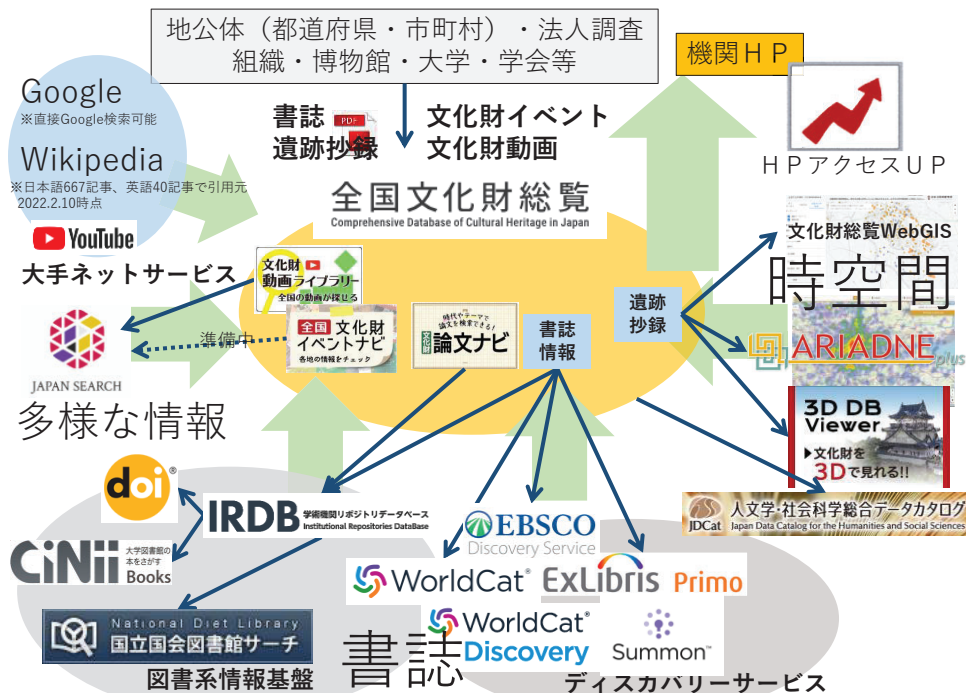 地公体（都道府県・市町村）・法人調査
組織・博物館・大学・学会等
機関ＨＰ
Google
※直接Google検索可能
Wikipedia
※日本語667記事、英語40記事で引用元
2022.2.10時点
YouTube
大手ネットサービス
書誌
遺跡抄録
PDF
文化財イベント
文化財動画
ＨＰアクセスＵＰ
全国文化財総覧
Comprehensive Database of Cultural Heritage in Japan
文化財総覧WebGIS
時空間
文化財
動画ライブラリー
全国の動画が探せる
全国 文化財
イベントナビ
各地の情報をチェック
時代やテーマで
論文を検索できる!
文化財
論文ナビ
書誌
情報
遺跡
抄録
準備中
JAPAN SEARCH
多様な情報
ARIADNE
plus
3D DB
Viewer
▶文化財を
3Dで見れる!!
doi®
IRDB 学術機関リポジトリデータベース
Institutional Repositories DataBase
JDCat
人文学・社会科学総合データカタログ
Japan Data Catalog for the Humanities and Social Sciences
EBSCO
Discovery Service
CiNii 大学図書館の
本をさがす
Books
WorldCat®
ExLibris Primo
National Diet Library
国立国会図書館サーチ
書誌
WorldCat®
Discovery
Summon™
図書系情報基盤
ディスカバリーサービス